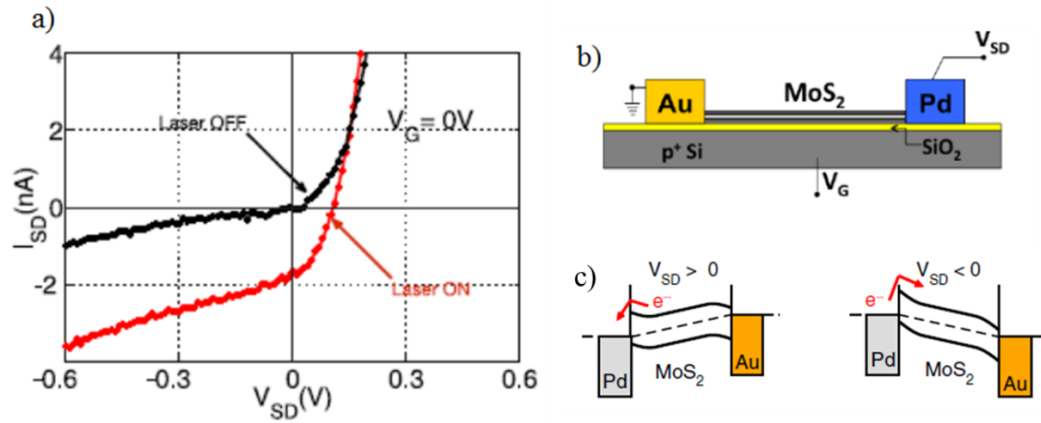 a)
4
2
0
-2
I_SD(nA)
Laser OFF
V_G = 0V
Laser ON
-0.6 -0.3 0 0.3 0.6
V_SD(V)
b)
V_SD
Au MoS₂ Pd
p⁺ Si SiO₂
V_G
c)
V_SD > 0 V_SD < 0
e⁻ e⁻
Pd MoS₂ Au Pd MoS₂ Au